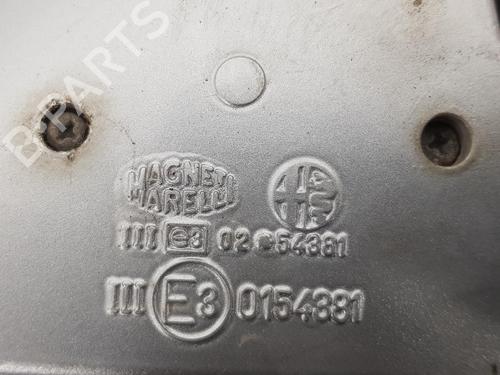 B-PARTS
MAGNETI
MARELLI
III e3 02 *54381
III E3 0154381